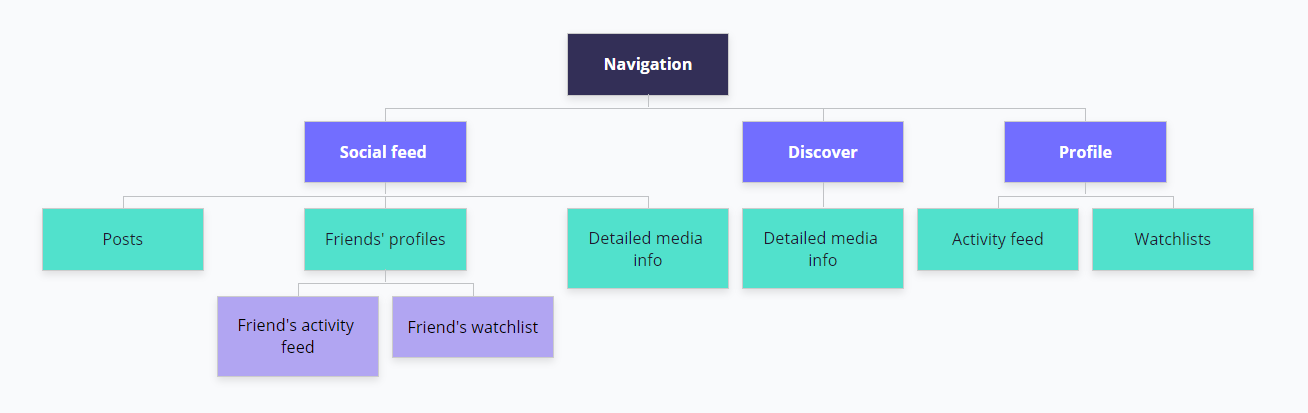 Navigation
Social feed
Discover
Profile
Posts
Friends' profiles
Detailed media
info
Detailed media
info
Activity feed
Watchlists
Friend's activity
feed
Friend's watchlist